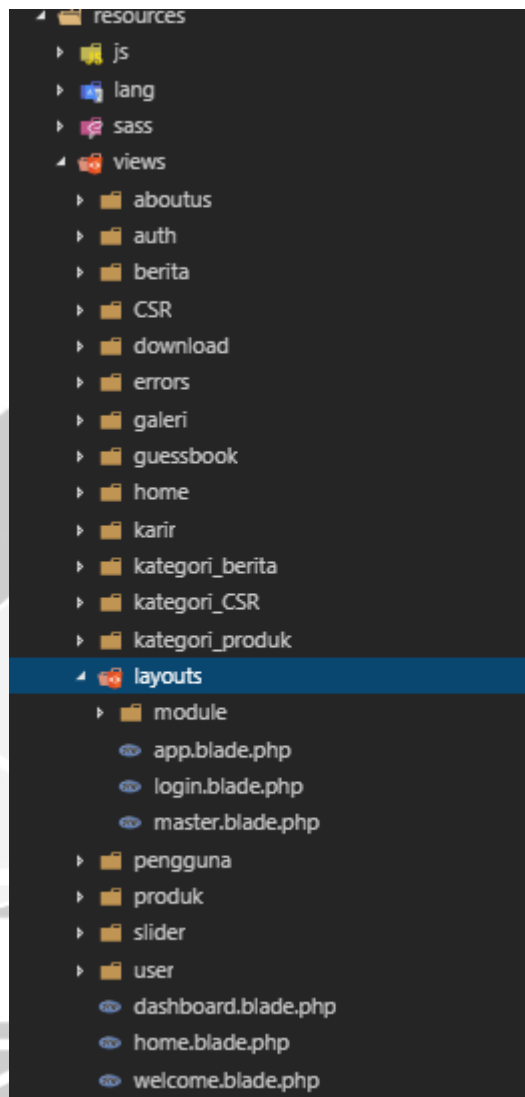 resources
js
lang
sass
views
aboutus
auth
berita
CSR
download
errors
galeri
guessbook
home
karir
kategori_berita
kategori_CSR
kategori_produk
layouts
module
app.blade.php
login.blade.php
master.blade.php
pengguna
produk
slider
user
dashboard.blade.php
home.blade.php
welcome.blade.php